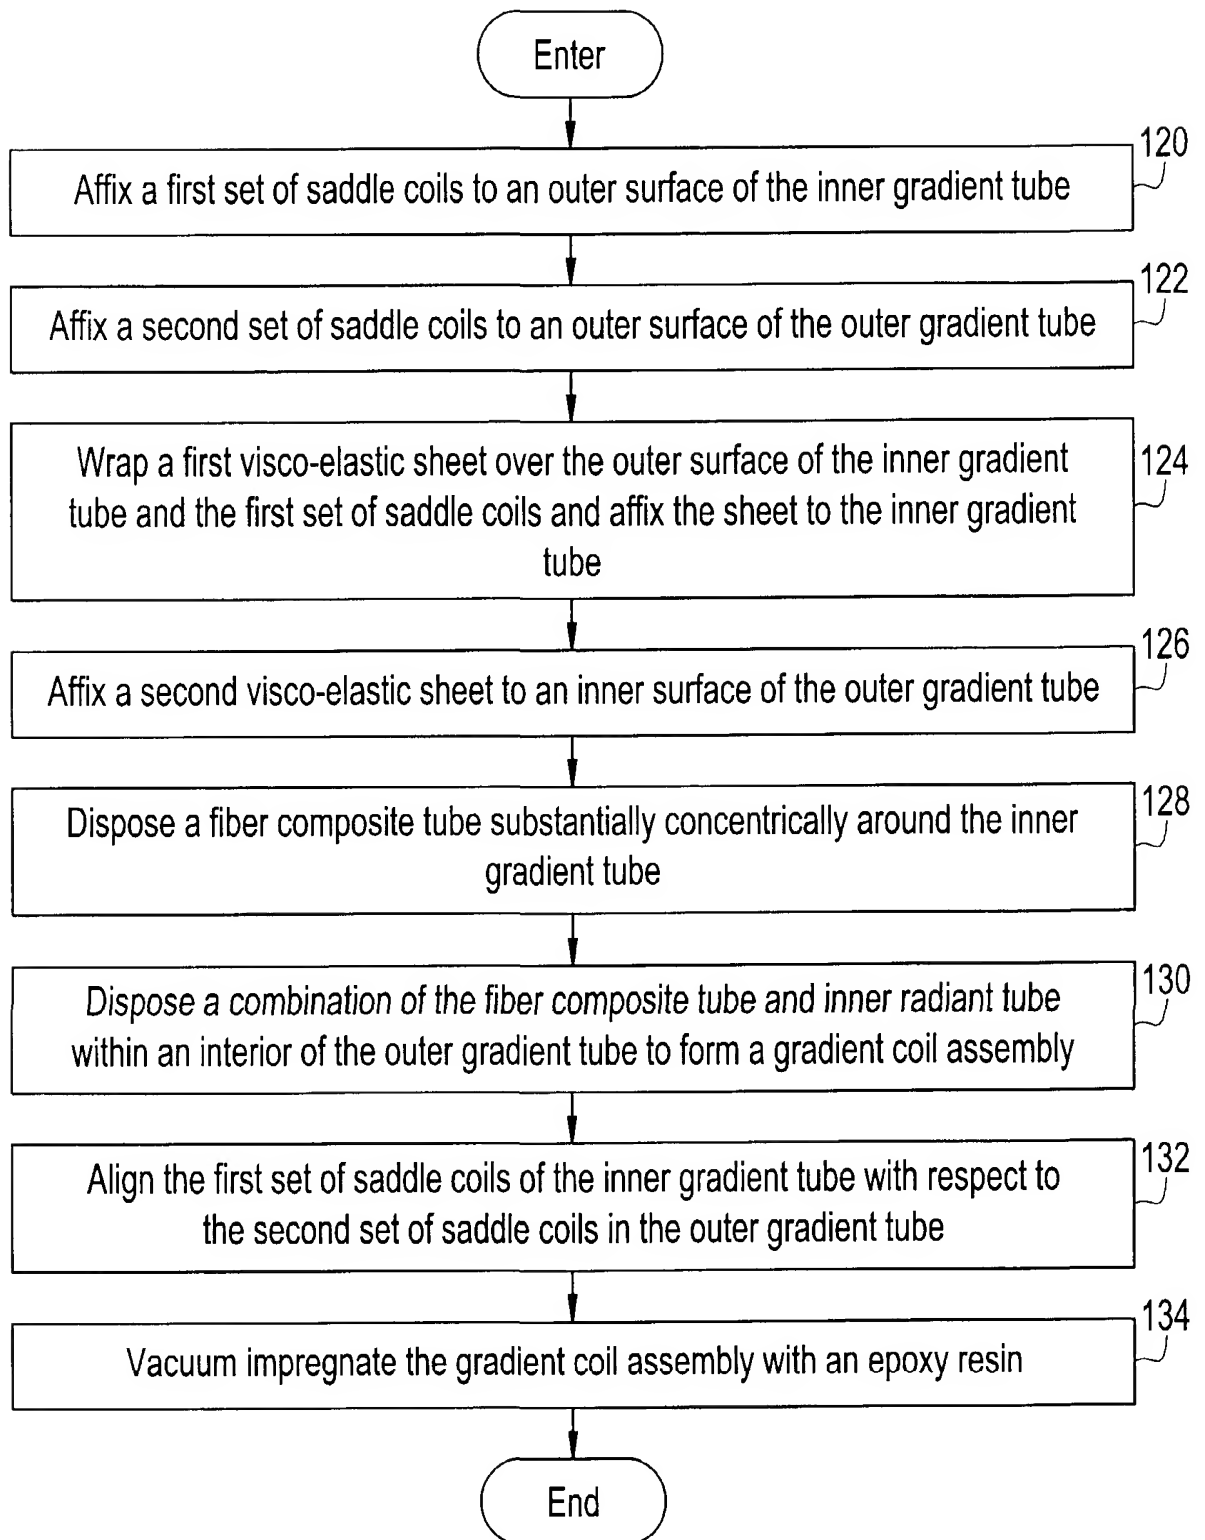 Enter
120
Affix a first set of saddle coils to an outer surface of the inner gradient tube
122
Affix a second set of saddle coils to an outer surface of the outer gradient tube
124
Wrap a first visco-elastic sheet over the outer surface of the inner gradient
tube and the first set of saddle coils and affix the sheet to the inner gradient
tube
126
Affix a second visco-elastic sheet to an inner surface of the outer gradient tube
128
Dispose a fiber composite tube substantially concentrically around the inner
gradient tube
130
Dispose a combination of the fiber composite tube and inner radiant tube
within an interior of the outer gradient tube to form a gradient coil assembly
132
Align the first set of saddle coils of the inner gradient tube with respect to
the second set of saddle coils in the outer gradient tube
134
Vacuum impregnate the gradient coil assembly with an epoxy resin
End